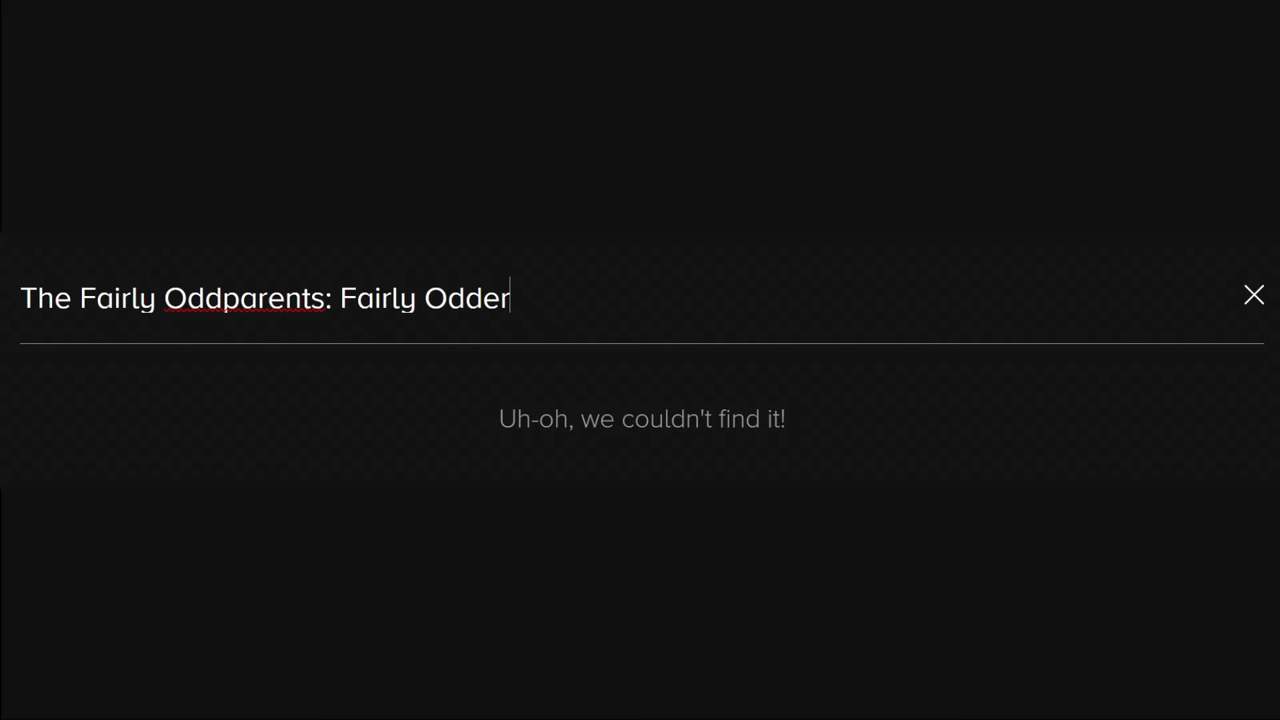 The Fairly Oddparents: Fairly Odder
Uh-oh, we couldn't find it!